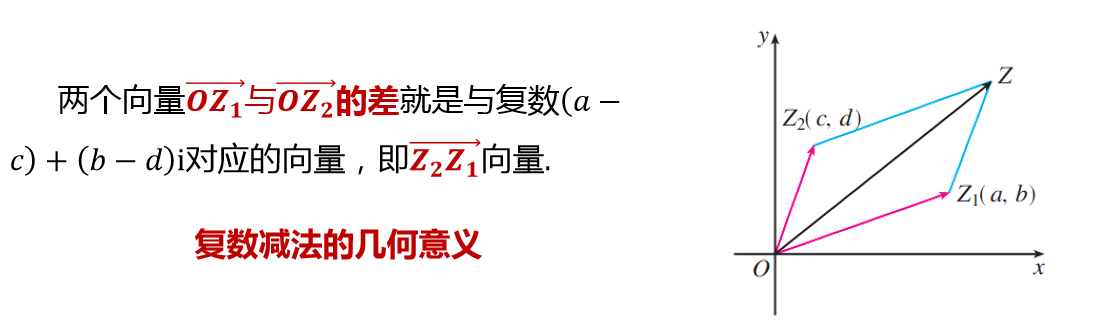 两个向量$\overrightarrow{OZ_1}$与$\overrightarrow{OZ_2}$的差就是与复数$(a-$
$c)+(b-d)$i对应的向量，即$\overrightarrow{Z_2Z_1}$向量.
复数减法的几何意义
y
Z
Z₂(c, d)
Z₁(a, b)
O
x